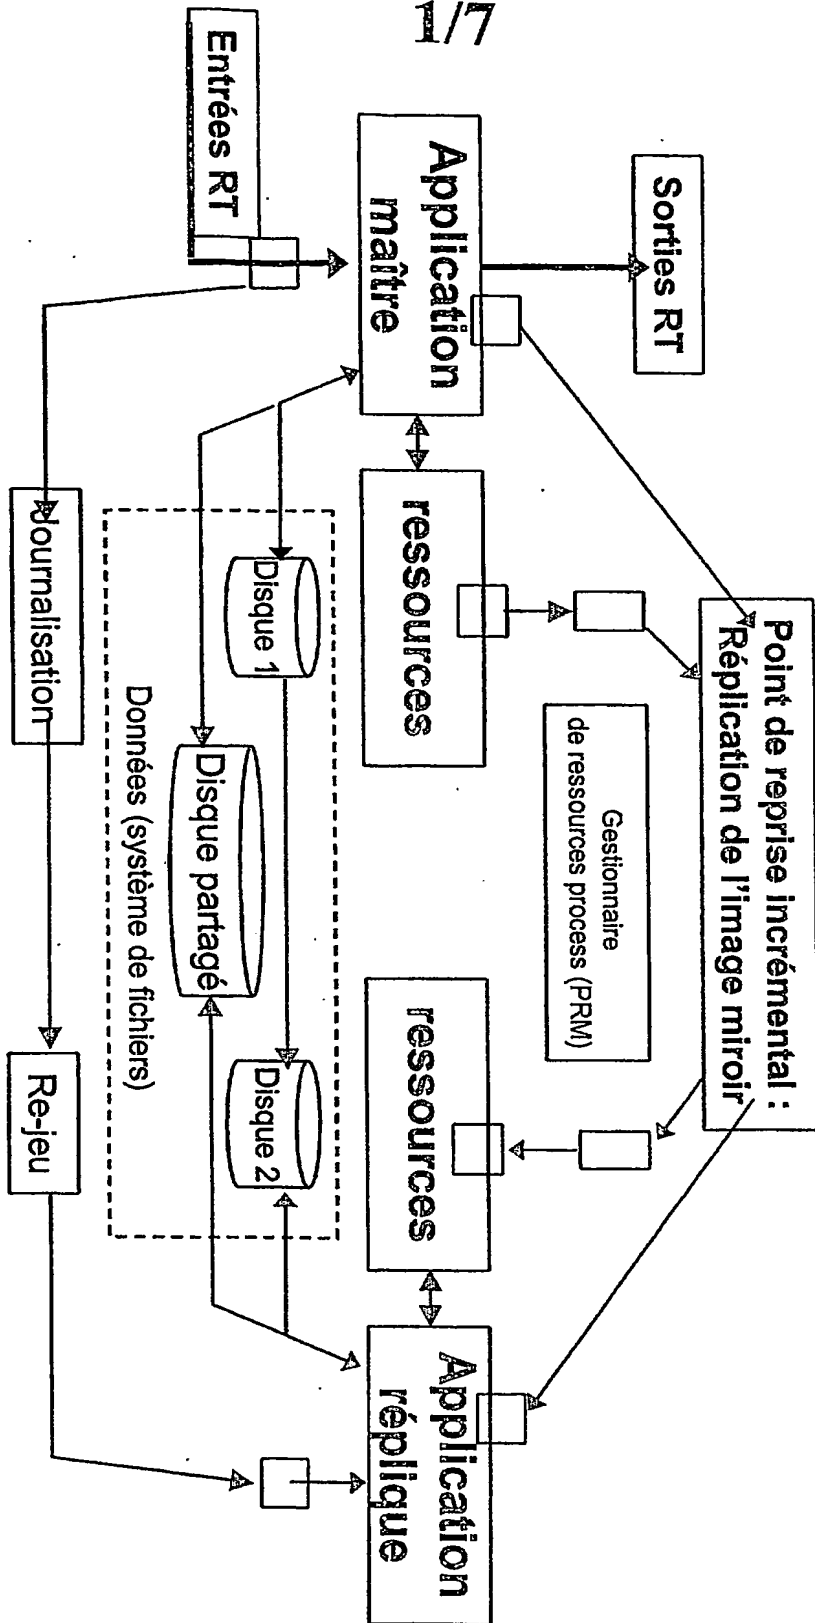 1/7
Point de reprise incrémental :
Réplication de l'image miroir
Sorties RT
Gestionnaire
de ressources process (PRM)
Application
maître
ressources
ressources
Application
réplique
Entrées RT
Disque 1
Disque 2
Disque partagé
Données (système de fichiers)
Journalisation
Re-jeu